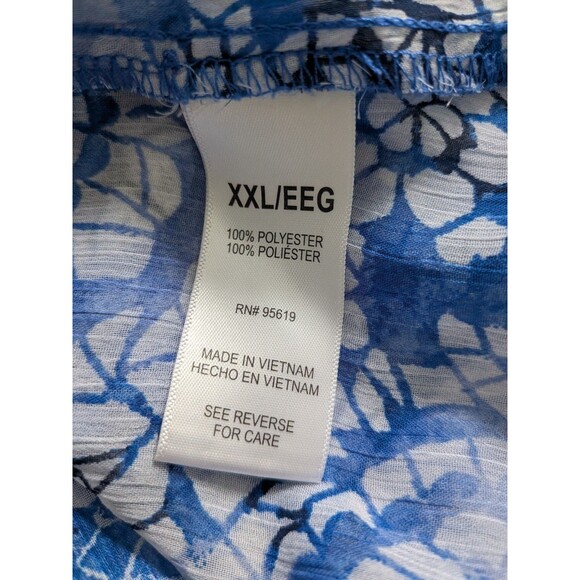 XXL/EEG
100% POLYESTER
100% POLIÉSTER
RN# 95619
MADE IN VIETNAM
HECHO EN VIETNAM
SEE REVERSE
FOR CARE